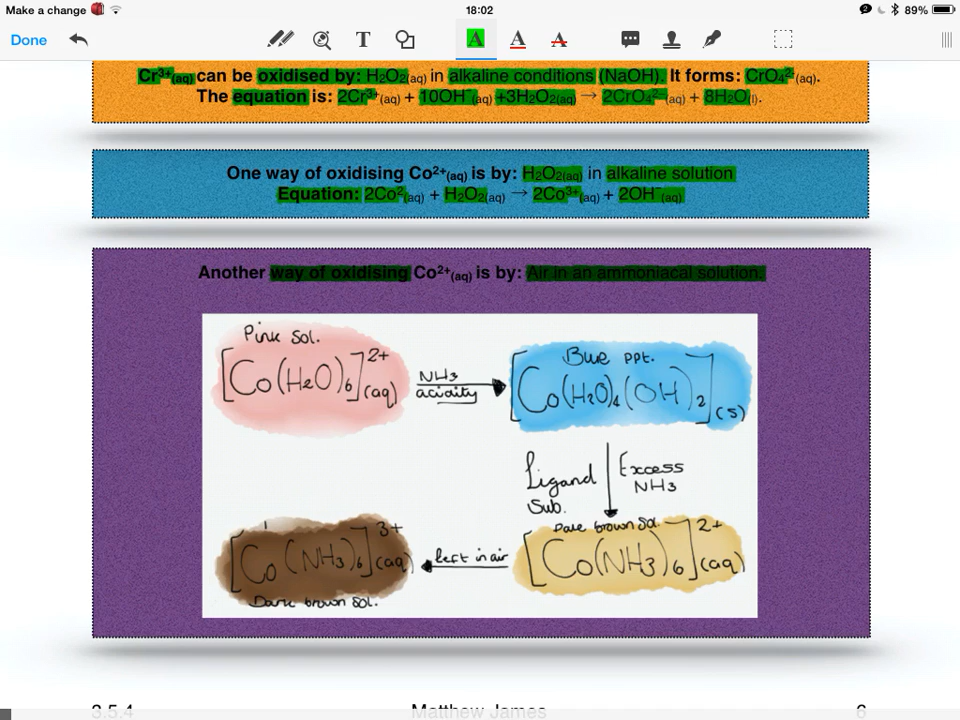 Make a change 18:02 2 89%
Done T A A A
Cr³⁺(aq) can be oxidised by: H₂O₂(aq) in alkaline conditions (NaOH). It forms: CrO₄²⁻(aq).
The equation is: 2Cr³⁺(aq) + 10OH⁻(aq) +3H₂O₂(aq) → 2CrO₄²⁻(aq) + 8H₂O(l).
One way of oxidising Co²⁺(aq) is by: H₂O₂(aq) in alkaline solution
Equation: 2Co²(aq) + H₂O₂(aq) → 2Co³⁺(aq) + 2OH⁻(aq)
Another way of oxidising Co²⁺(aq) is by: Air in an ammoniacal solution.
Pink sol.
[Co(H₂O)₆]²⁺(aq)
NH₃
acidity
Blue ppt.
[Co(H₂O)₄(OH)₂](s)
Ligand
Sub.
Excess
NH₃
brown sol.
[Co(NH₃)₆]²⁺(aq)
left in air
[Co(NH₃)₆]³⁺(aq)
Dark brown sol.
3.5.4 Matthew James 6